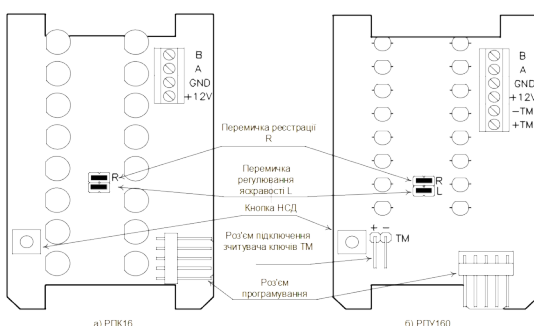 B
A
GND
+12V
R
B
A
GND
+12V
-TM
+TM
R
L
+ -
TM
Перемичка реєстрації
R
Перемичка
регулювання
яскравості L
Кнопка НСД
Роз'єм підключення
зчитувача ключів ТМ
Роз'єм
програмування
а) РПК16
б) РПУ160